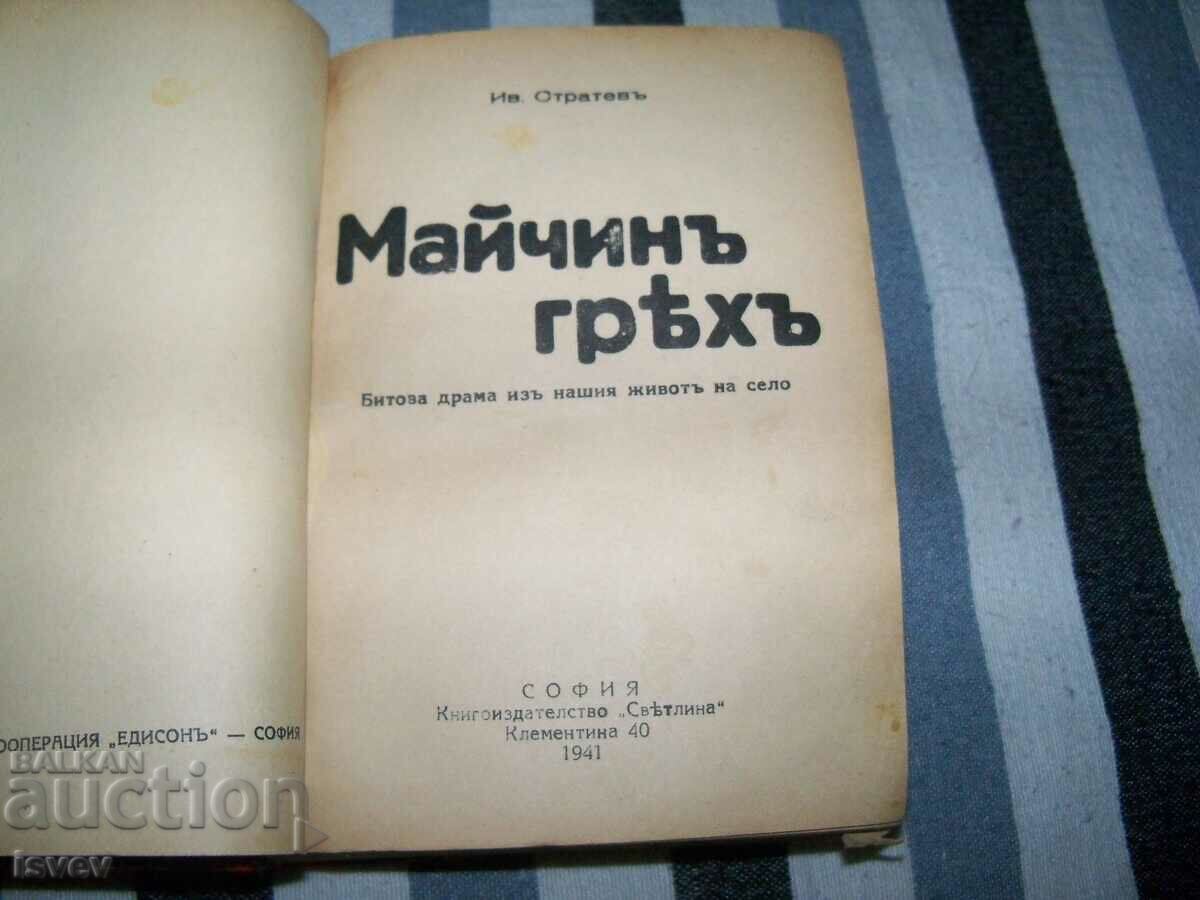 Ив. Стратевъ
Майчинъ
грѣхъ
Битова драма изъ нашия животъ на село
СОФИЯ
Книгоиздателство „Свѣтлина“
Клементина 40
1941
ООПЕРАЦИЯ „ЕДИСОНЪ“ — СОФИЯ
BALKAN
auction
isvev